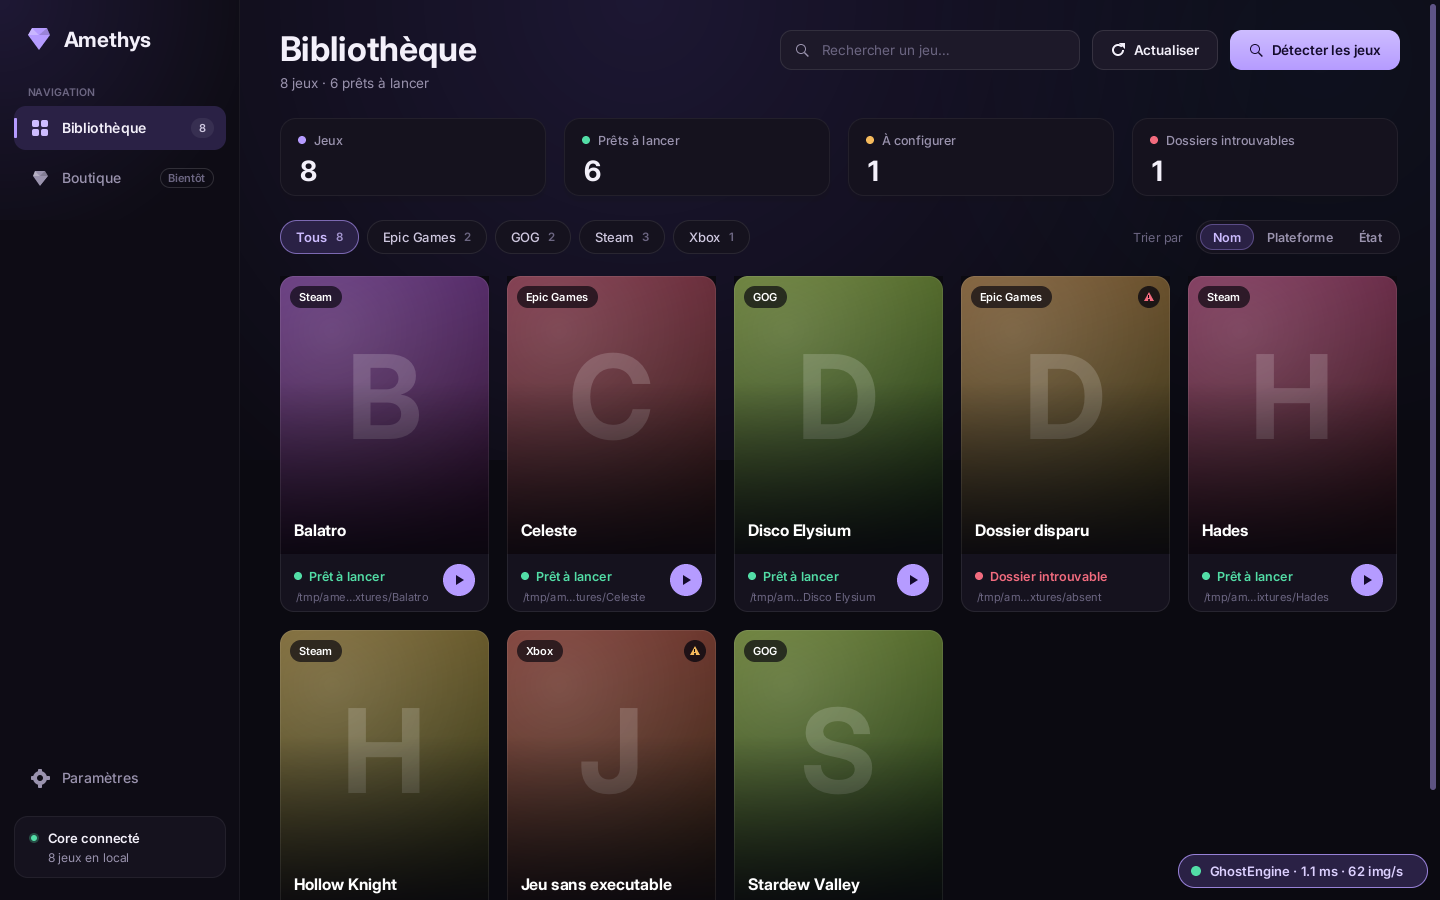 Amethys
NAVIGATION
Bibliothèque 8
Boutique Bientôt
Paramètres
Core connecté
8 jeux en local
Bibliothèque
8 jeux · 6 prêts à lancer
Rechercher un jeu...
Actualiser
Détecter les jeux
Jeux
8
Prêts à lancer
6
À configurer
1
Dossiers introuvables
1
Tous 8
Epic Games 2
GOG 2
Steam 3
Xbox 1
Trier par
Nom
Plateforme
État
Steam
B
Balatro
Prêt à lancer
/tmp/ame...xtures/Balatro
Epic Games
C
Celeste
Prêt à lancer
/tmp/am...tures/Celeste
GOG
D
Disco Elysium
Prêt à lancer
/tmp/am...Disco Elysium
Epic Games
D
Dossier disparu
Dossier introuvable
/tmp/am...xtures/absent
Steam
H
Hades
Prêt à lancer
/tmp/am...ixtures/Hades
Steam
H
Hollow Knight
Xbox
J
Jeu sans executable
GOG
S
Stardew Valley
GhostEngine · 1.1 ms · 62 img/s